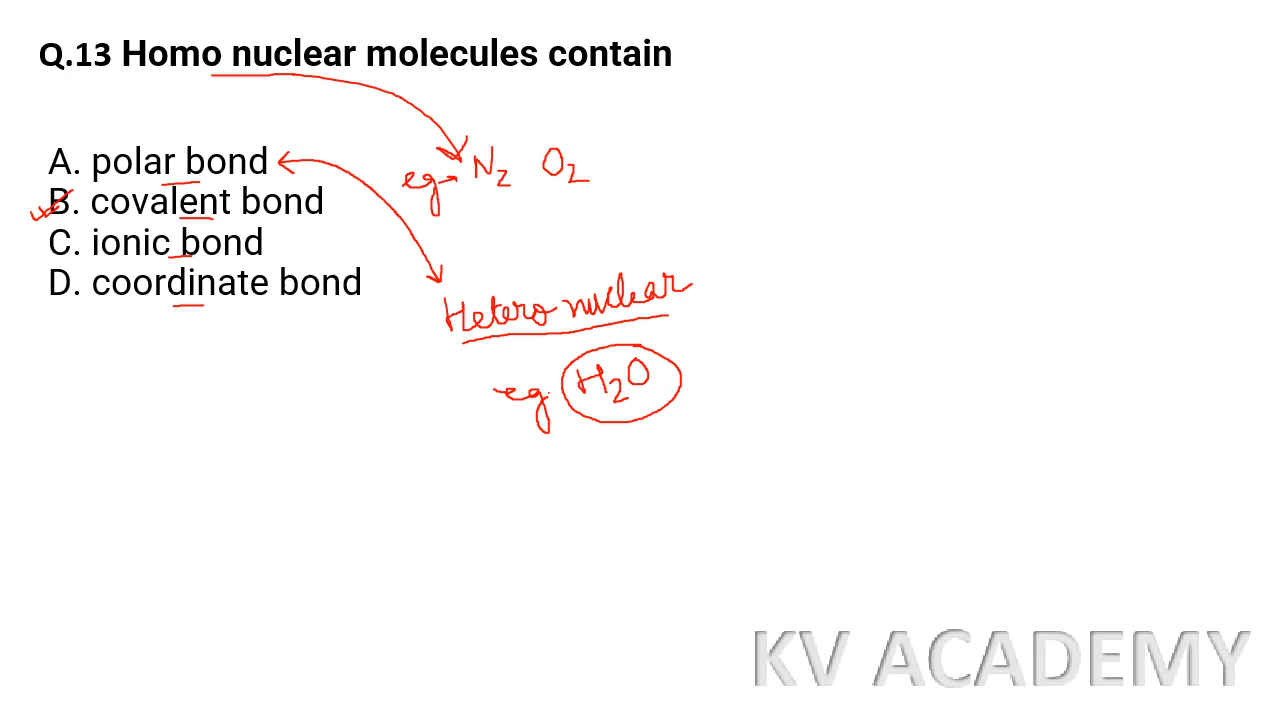 Q.13 Homo nuclear molecules contain
A. polar bond
eg → N2 O2
B. covalent bond
C. ionic bond
D. coordinate bond
Hetero nuclear
eg. H2O
KV ACADEMY